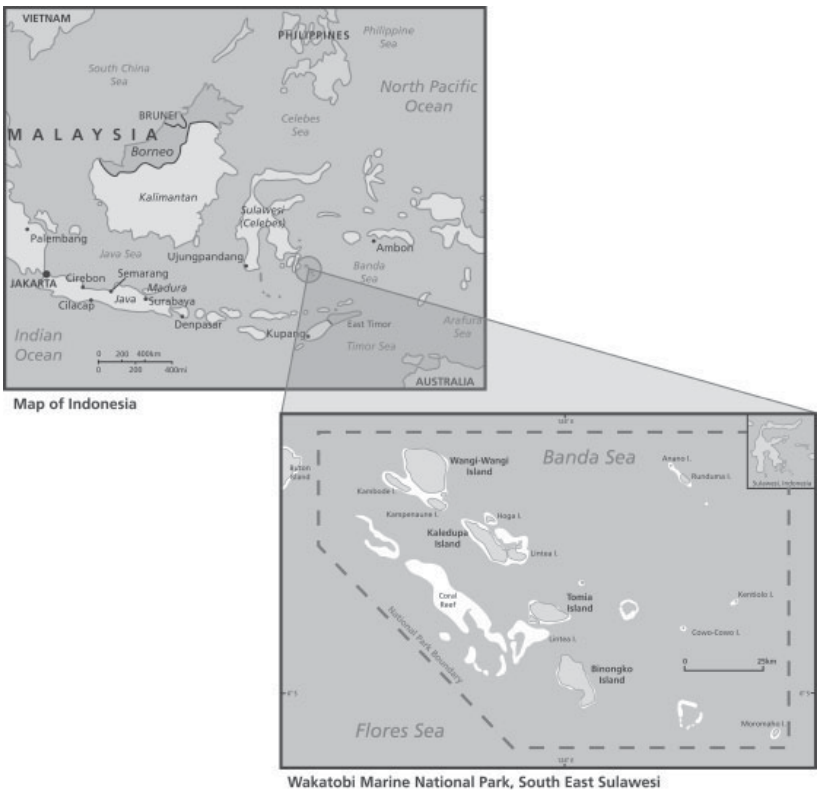 VIETNAM
PHILIPPINES
Philippine
Sea
South China
Sea
North Pacific
Ocean
BRUNEI
Celebes
Sea
MALAYSIA
Borneo
Kalimantan
Sulawesi
(Celebes)
Palembang
Java Sea
Ujungpandang
Ambon
Banda
Sea
JAKARTA
Cirebon
Semarang
Madura
Java
Surabaya
Cilacap
Denpasar
Kupang
East Timor
Arafura
Sea
Timor Sea
Indian
Ocean
0 200 400km
0 200 400mi
AUSTRALIA
Map of Indonesia
Wangi-Wangi
Island
Banda Sea
Anano I.
Runduma I.
Sulawesi, Indonesia
Island
Kambode I.
Kampenaune I.
Hoga I.
Kaledupa
Island
Lintea I.
Coral
Reef
Tomia
Island
Kentiolo I.
Lintea I.
Cowo-Cowo I.
National Park Boundary
0 25km
Binongko
Island
6°S
6°S
Flores Sea
Moromaho I.
Wakatobi Marine National Park, South East Sulawesi